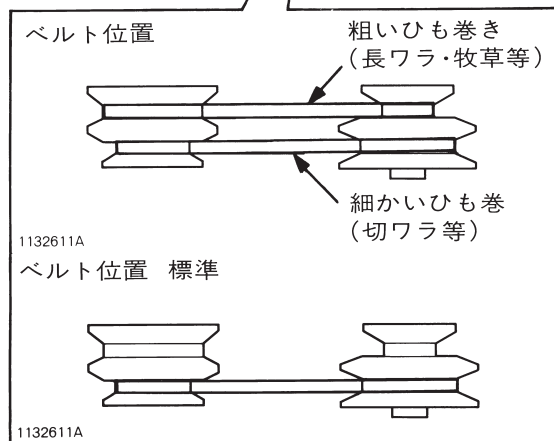 ベルト位置
粗いひも巻き
(長ワラ・牧草等)
細かいひも巻
(切ワラ等)
1132611A
ベルト位置 標準
1132611A